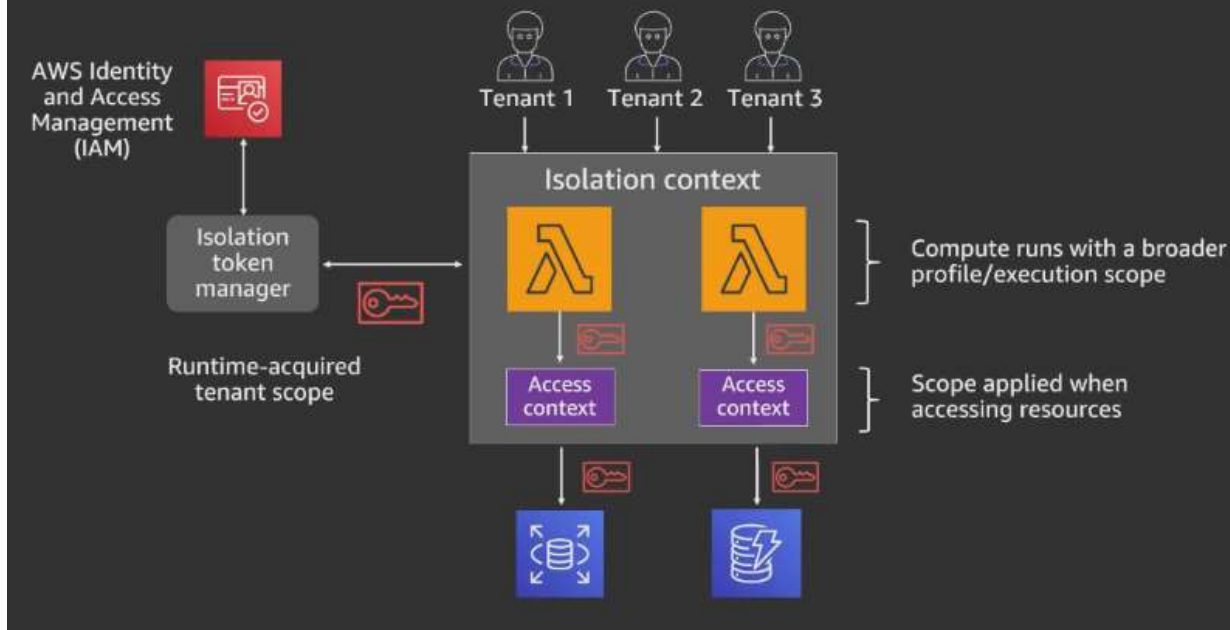 AWS Identity
and Access
Management
(IAM)
Tenant 1
Tenant 2
Tenant 3
Isolation context
Isolation
token
manager
Compute runs with a broader
profile/execution scope
Runtime-acquired
tenant scope
Access
context
Access
context
Scope applied when
accessing resources